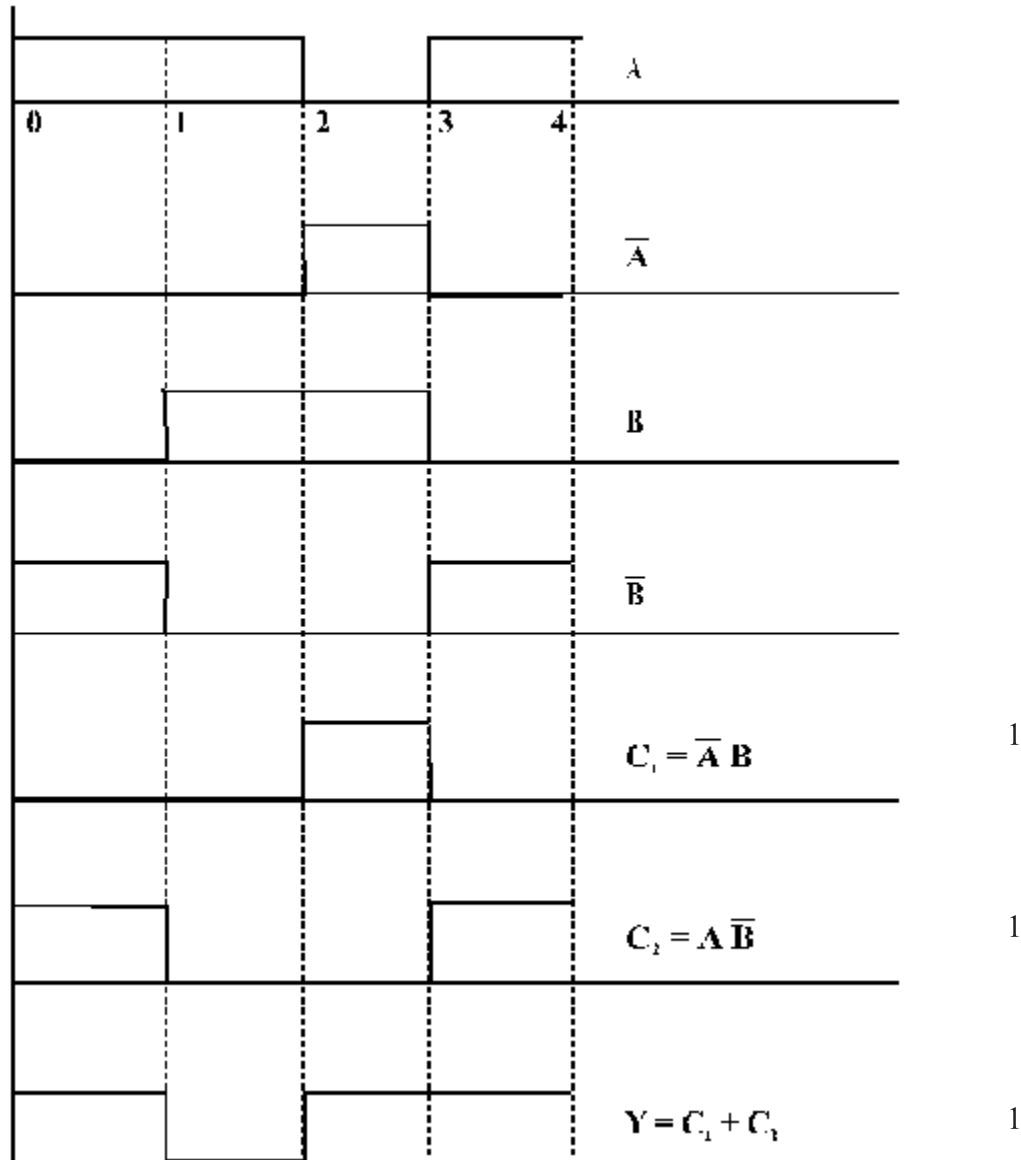 A
0 1 2 3 4
A̅
B
B̅
C₁ = A̅ B 1
C₂ = A B̅ 1
Y = C₁ + C₂ 1